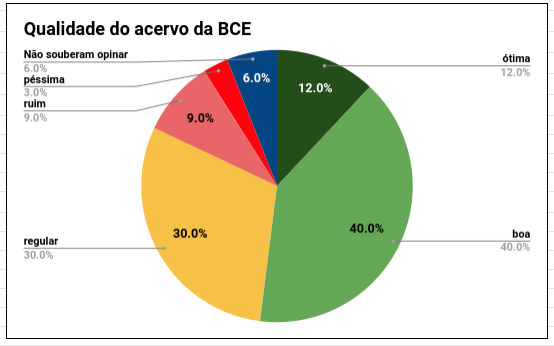 Qualidade do acervo da BCE
Não souberam opinar
6.0%
péssima
3.0%
ruim
9.0%
regular
30.0%
ótima
12.0%
boa
40.0%
6.0%
12.0%
9.0%
30.0%
40.0%